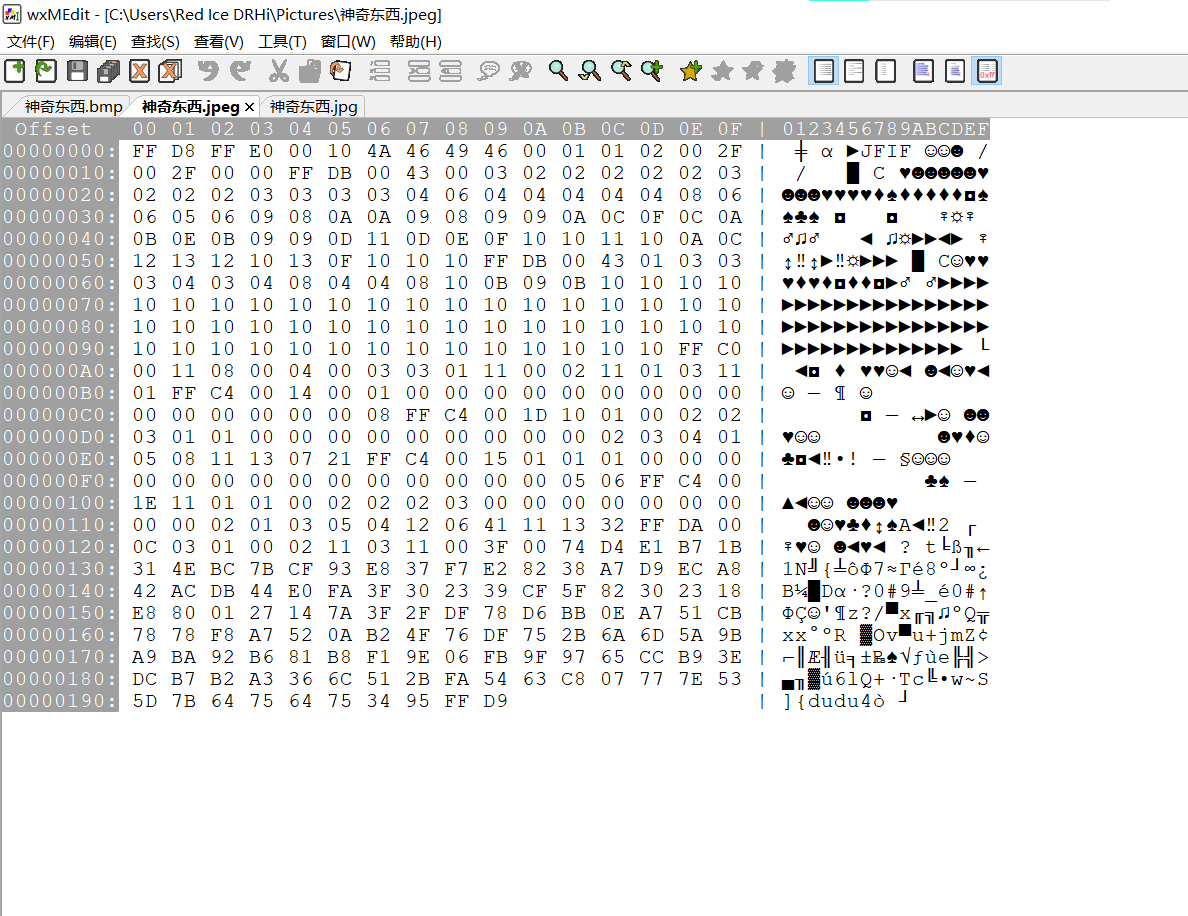 wxMEdit - [C:\Users\Red Ice DRHi\Pictures\神奇东西.jpeg]
文件(F) 编辑(E) 查找(S) 查看(V) 工具(T) 窗口(W) 帮助(H)
0xff
神奇东西.bmp 神奇东西.jpeg × 神奇东西.jpg
Offset 00 01 02 03 04 05 06 07 08 09 0A 0B 0C 0D 0E 0F | 0123456789ABCDEF
00000000: FF D8 FF E0 00 10 4A 46 49 46 00 01 01 02 00 2F | ╪ α ►JFIF ☺☺☻ /
00000010: 00 2F 00 00 FF DB 00 43 00 03 02 02 02 02 02 03 | / █ C ♥☻☻☻☻☻♥
00000020: 02 02 02 03 03 03 03 04 06 04 04 04 04 04 08 06 | ☻☻☻♥♥♥♥♦♠♦♦♦♦♦◘♠
00000030: 06 05 06 09 08 0A 0A 09 08 09 09 0A 0C 0F 0C 0A | ♠♣♠ ◘ ◘ ♀☼♀
00000040: 0B 0E 0B 09 09 0D 11 0D 0E 0F 10 10 11 10 0A 0C | ♂♫♂ ◄ ♫☼►►◄► ♀
00000050: 12 13 12 10 13 0F 10 10 10 FF DB 00 43 01 03 03 | ↕‼↕►‼☼►►► █ C☺♥♥
00000060: 03 04 03 04 08 04 04 08 10 0B 09 0B 10 10 10 10 | ♥♦♥♦◘♦♦◘►♂ ♂►►►►
00000070: 10 10 10 10 10 10 10 10 10 10 10 10 10 10 10 10 | ►►►►►►►►►►►►►►►►
00000080: 10 10 10 10 10 10 10 10 10 10 10 10 10 10 10 10 | ►►►►►►►►►►►►►►►►
00000090: 10 10 10 10 10 10 10 10 10 10 10 10 10 10 FF C0 | ►►►►►►►►►►►►►► └
000000A0: 00 11 08 00 04 00 03 03 01 11 00 02 11 01 03 11 | ◄◘ ♦ ♥♥☺◄ ☻◄☺♥◄
000000B0: 01 FF C4 00 14 00 01 00 00 00 00 00 00 00 00 00 | ☺ ─ ¶ ☺
000000C0: 00 00 00 00 00 00 08 FF C4 00 1D 10 01 00 02 02 | ◘ ─ ↔►☺ ☻☻
000000D0: 03 01 01 00 00 00 00 00 00 00 00 00 02 03 04 01 | ♥☺☺ ☻♥♦☺
000000E0: 05 08 11 13 07 21 FF C4 00 15 01 01 01 00 00 00 | ♣◘◄‼•! ─ §☺☺☺
000000F0: 00 00 00 00 00 00 00 00 00 00 00 05 06 FF C4 00 | ♣♠ ─
00000100: 1E 11 01 01 00 02 02 02 03 00 00 00 00 00 00 00 | ▲◄☺☺ ☻☻☻♥
00000110: 00 00 02 01 03 05 04 12 06 41 11 13 32 FF DA 00 | ☻☺♥♣♦↕♠A◄‼2 ┌
00000120: 0C 03 01 00 02 11 03 11 00 3F 00 74 D4 E1 B7 1B | ♀♥☺ ☻◄♥◄ ? t╘ß╖←
00000130: 31 4E BC 7B CF 93 E8 37 F7 E2 82 38 A7 D9 EC A8 | 1N╝{╧ôΦ7≈Γé8º┘∞¿
00000140: 42 AC DB 44 E0 FA 3F 30 23 39 CF 5F 82 30 23 18 | B¼█Dα·?0#9╧_é0#↑
00000150: E8 80 01 27 14 7A 3F 2F DF 78 D6 BB 0E A7 51 CB | ΦÇ☺'¶z?/▀x╓╗♫ºQ╦
00000160: 78 78 F8 A7 52 0A B2 4F 76 DF 75 2B 6A 6D 5A 9B | xx°ºR ▓Ov▀u+jmZ¢
00000170: A9 BA 92 B6 81 B8 F1 9E 06 FB 9F 97 65 CC B9 3E | ⌐║Æ╢ü╕±₧♠√ƒùe╠╣>
00000180: DC B7 B2 A3 36 6C 51 2B FA 54 63 C8 07 77 7E 53 | ▄╖▓ú6lQ+·Tc╚•w~S
00000190: 5D 7B 64 75 64 75 34 95 FF D9 | ]{dudu4ò ┘